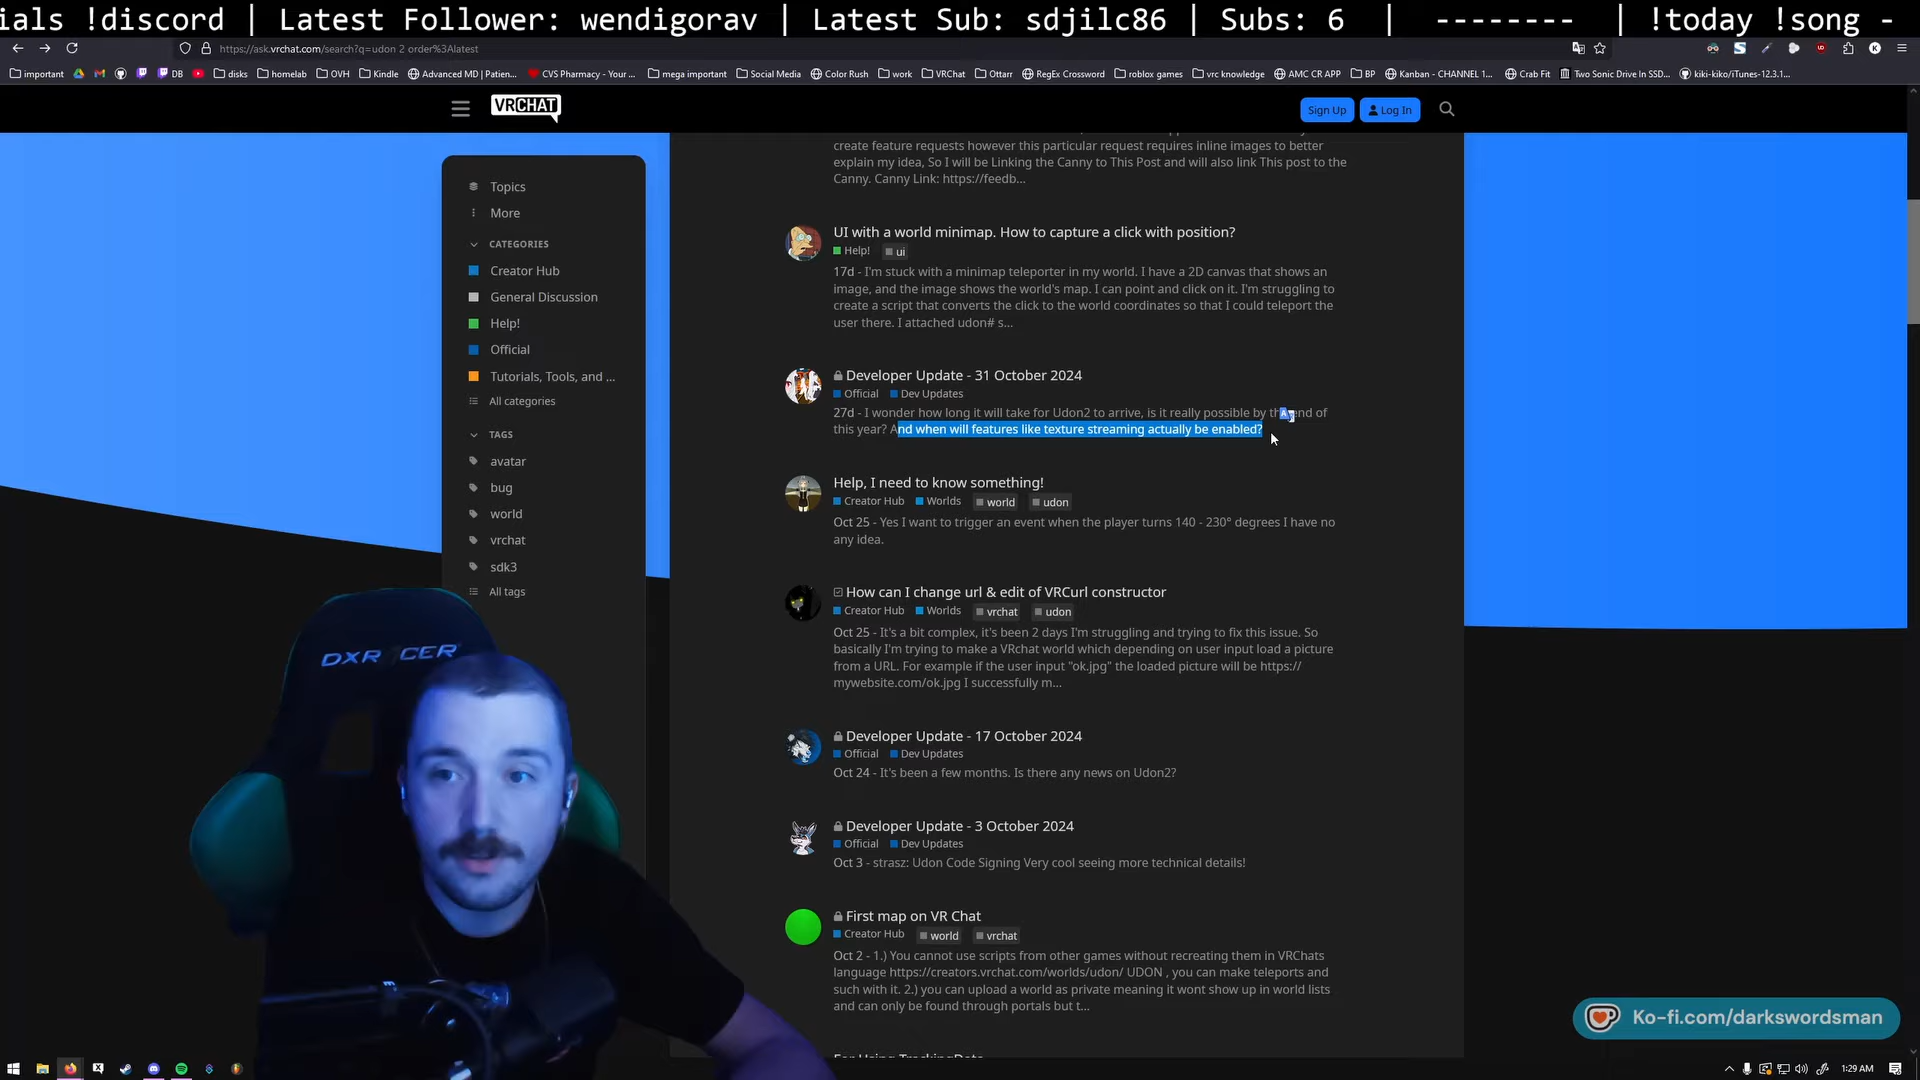 ials !discord | Latest Follower: wendigorav | Latest Sub: sdjilc86 | Subs: 6 | -------- | !today !song -
https://ask.vrchat.com/search?q=udon 2 order%3Alatest
important DB disks homelab OVH Kindle Advanced MD | Patien... CVS Pharmacy - Your ... mega important Social Media Color Rush work VRChat Ottarr RegEx Crossword roblox games vrc knowledge AMC CR APP BP Kanban - CHANNEL 1... Crab Fit Two Sonic Drive In SSD... kiki-kiko/iTunes-12.3.1...
VRCHAT
Sign Up Log In
Topics
More
CATEGORIES
Creator Hub
General Discussion
Help!
Official
Tutorials, Tools, and ...
All categories
TAGS
avatar
bug
world
vrchat
sdk3
All tags
create feature requests however this particular request requires inline images to better
explain my idea, So I will be Linking the Canny to This Post and will also link This post to the
Canny. Canny Link: https://feedb...
UI with a world minimap. How to capture a click with position?
Help! ui
17d - I'm stuck with a minimap teleporter in my world. I have a 2D canvas that shows an
image, and the image shows the world's map. I can point and click on it. I'm struggling to
create a script that converts the click to the world coordinates so that I could teleport the
user there. I attached udon# s...
Developer Update - 31 October 2024
Official Dev Updates
27d - I wonder how long it will take for Udon2 to arrive, is it really possible by end of
this year? And when will features like texture streaming actually be enabled?
Help, I need to know something!
Creator Hub Worlds world udon
Oct 25 - Yes I want to trigger an event when the player turns 140 - 230° degrees I have no
any idea.
How can I change url & edit of VRCurl constructor
Creator Hub Worlds vrchat udon
Oct 25 - It's a bit complex, it's been 2 days I'm struggling and trying to fix this issue. So
basically I'm trying to make a VRchat world which depending on user input load a picture
from a URL. For example if the user input "ok.jpg" the loaded picture will be https://
mywebsite.com/ok.jpg I successfully m...
Developer Update - 17 October 2024
Official Dev Updates
Oct 24 - It's been a few months. Is there any news on Udon2?
Developer Update - 3 October 2024
Official Dev Updates
Oct 3 - strasz: Udon Code Signing Very cool seeing more technical details!
First map on VR Chat
Creator Hub world vrchat
Oct 2 - 1.) You cannot use scripts from other games without recreating them in VRChats
language https://creators.vrchat.com/worlds/udon/ UDON , you can make teleports and
such with it. 2.) you can upload a world as private meaning it wont show up in world lists
and can only be found through portals but t...
For Using TrackingData
DXRACER
Ko-fi.com/darkswordsman
1:29 AM